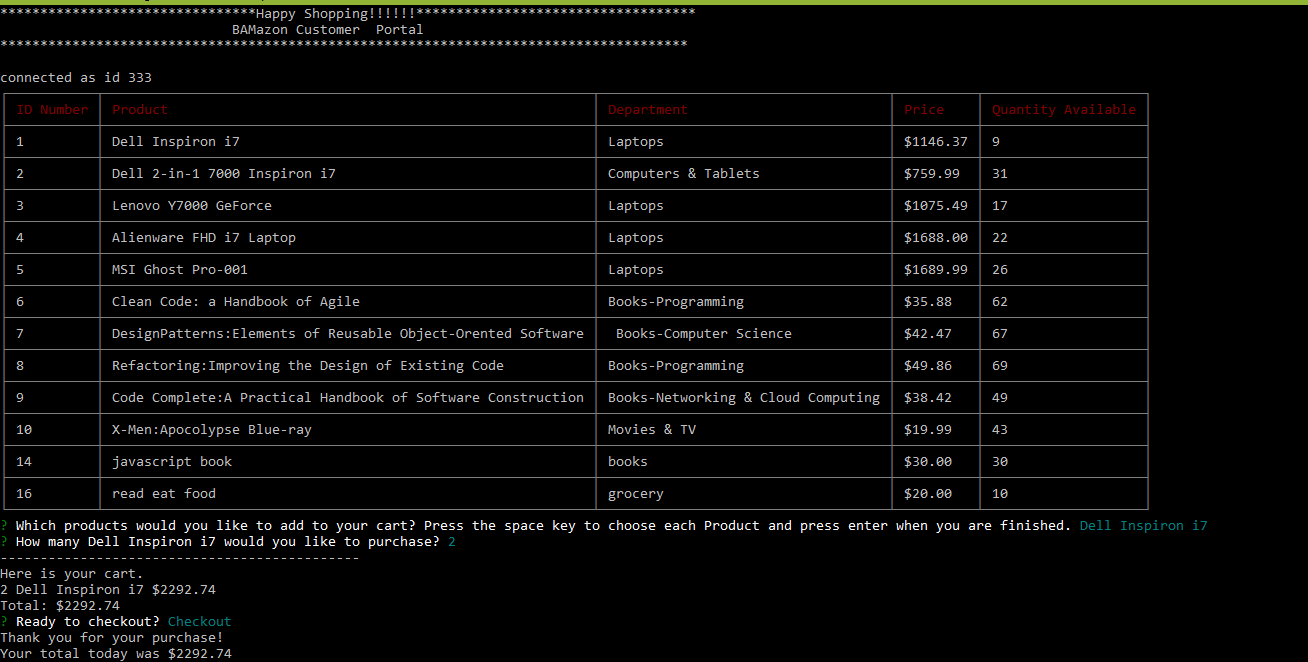 ********************************Happy Shopping!!!!!!***********************************
BAMazon Customer  Portal
**************************************************************************************

connected as id 333
ID Number Product Department Price Quantity Available
1 Dell Inspiron i7 Laptops $1146.37 9
2 Dell 2-in-1 7000 Inspiron i7 Computers & Tablets $759.99 31
3 Lenovo Y7000 GeForce Laptops $1075.49 17
4 Alienware FHD i7 Laptop Laptops $1688.00 22
5 MSI Ghost Pro-001 Laptops $1689.99 26
6 Clean Code: a Handbook of Agile Books-Programming $35.88 62
7 DesignPatterns:Elements of Reusable Object-Orented Software Books-Computer Science $42.47 67
8 Refactoring:Improving the Design of Existing Code Books-Programming $49.86 69
9 Code Complete:A Practical Handbook of Software Construction Books-Networking & Cloud Computing $38.42 49
10 X-Men:Apocolypse Blue-ray Movies & TV $19.99 43
14 javascript book books $30.00 30
16 read eat food grocery $20.00 10
? Which products would you like to add to your cart? Press the space key to choose each Product and press enter when you are finished. Dell Inspiron i7
? How many Dell Inspiron i7 would you like to purchase? 2
---------------------------------------------
Here is your cart.
2 Dell Inspiron i7 $2292.74
Total: $2292.74
? Ready to checkout? Checkout
Thank you for your purchase!
Your total today was $2292.74